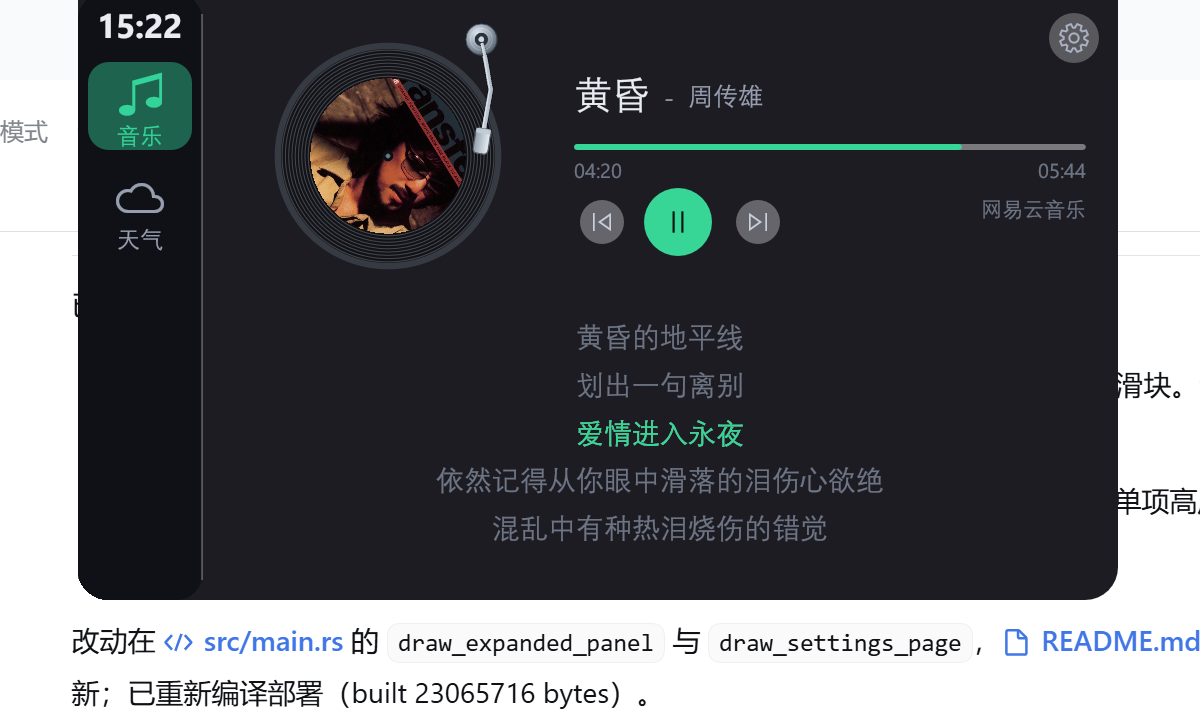 15:22
音乐
天气
模式
黄昏 - 周传雄
04:20
05:44
网易云音乐
黄昏的地平线
划出一句离别
爱情进入永夜
依然记得从你眼中滑落的泪伤心欲绝
混乱中有种热泪烧伤的错觉
滑块。
单项高
改动在 </> src/main.rs 的 draw_expanded_panel 与 draw_settings_page， README.md
新；已重新编译部署（built 23065716 bytes）。